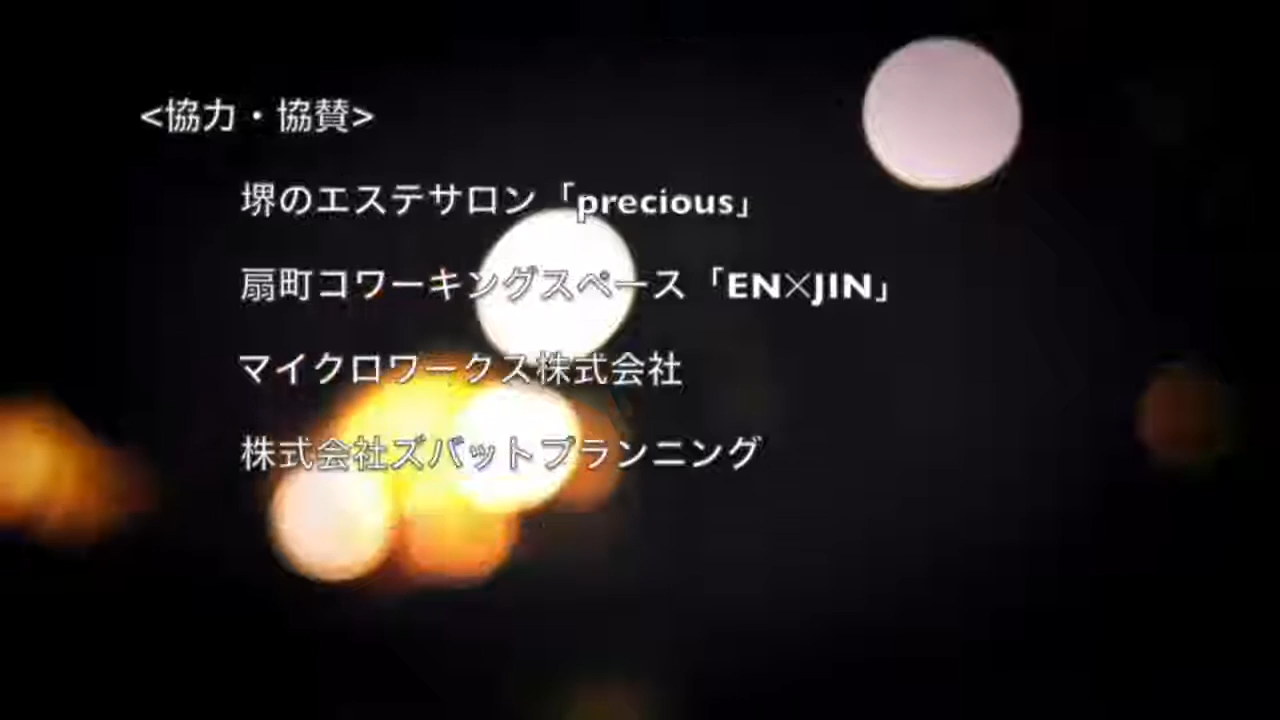 <協力・協賛>
堺のエステサロン「precious」
扇町コワーキングスペース「EN×JIN」
マイクロワークス株式会社
株式会社ズバットプランニング